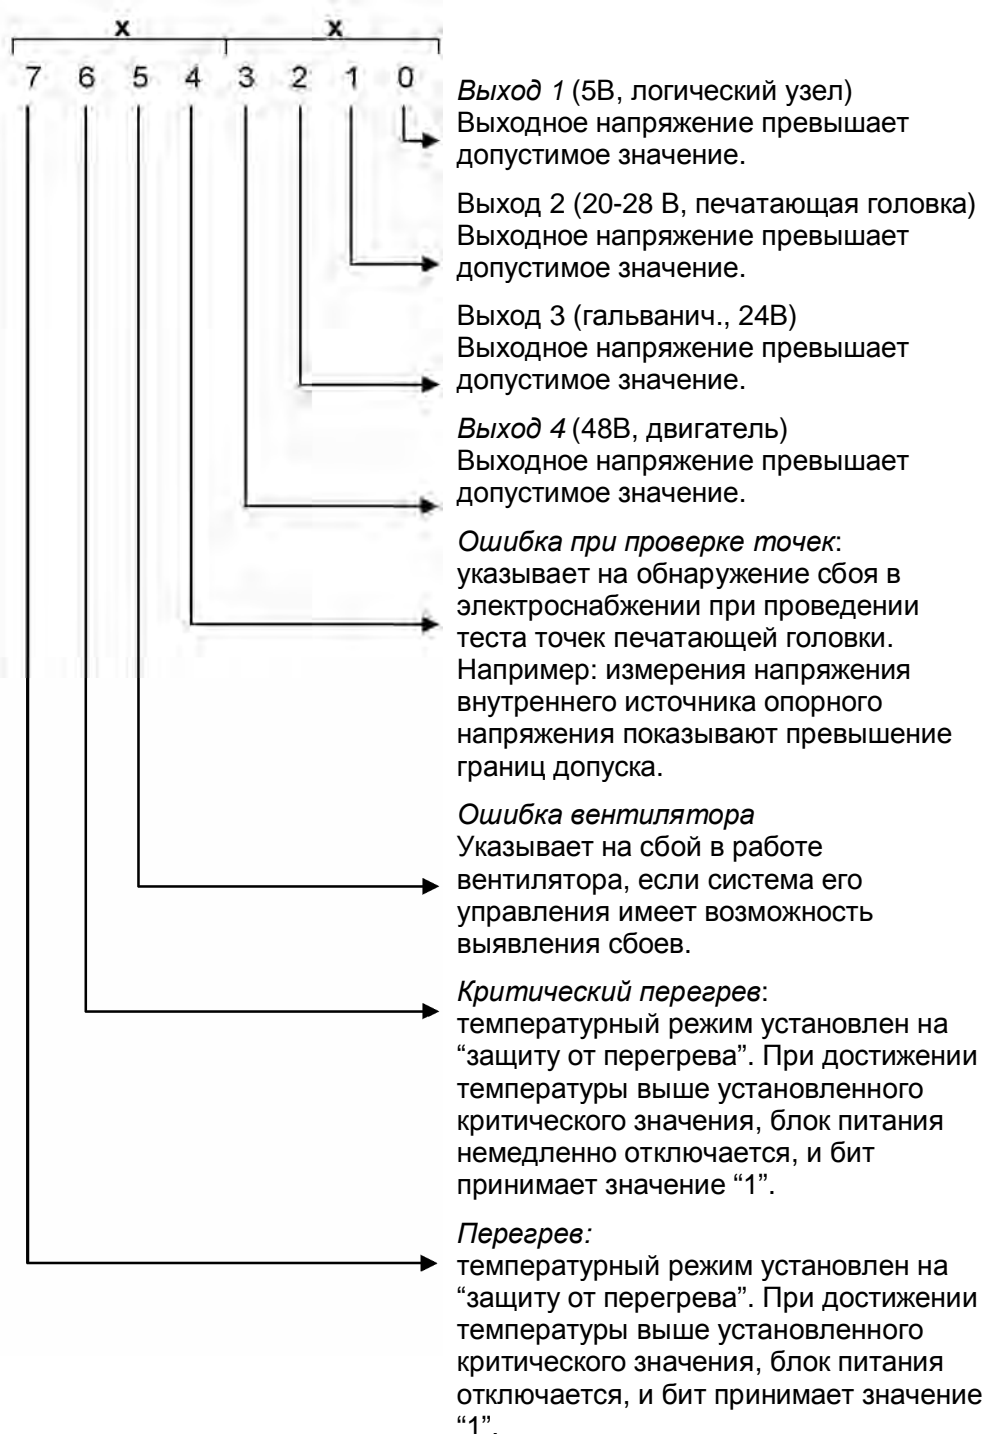 x x
7 6 5 4 3 2 1 0
Выход 1 (5В, логический узел)
Выходное напряжение превышает
допустимое значение.
Выход 2 (20-28 В, печатающая головка)
Выходное напряжение превышает
допустимое значение.
Выход 3 (гальванич., 24В)
Выходное напряжение превышает
допустимое значение.
Выход 4 (48В, двигатель)
Выходное напряжение превышает
допустимое значение.
Ошибка при проверке точек:
указывает на обнаружение сбоя в
электроснабжении при проведении
теста точек печатающей головки.
Например: измерения напряжения
внутреннего источника опорного
напряжения показывают превышение
границ допуска.
Ошибка вентилятора
Указывает на сбой в работе
вентилятора, если система его
управления имеет возможность
выявления сбоев.
Критический перегрев:
температурный режим установлен на
“защиту от перегрева”. При достижении
температуры выше установленного
критического значения, блок питания
немедленно отключается, и бит
принимает значение “1”.
Перегрев:
температурный режим установлен на
“защиту от перегрева”. При достижении
температуры выше установленного
критического значения, блок питания
отключается, и бит принимает значение
“1”.